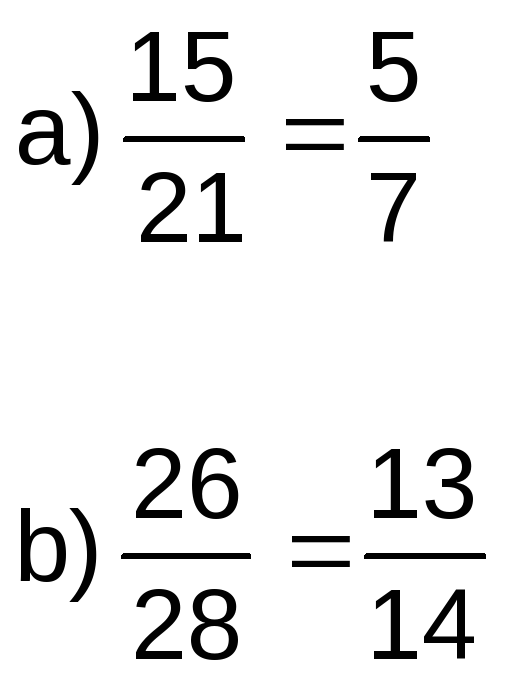 a) 15/21 = 5/7
b) 26/28 = 13/14